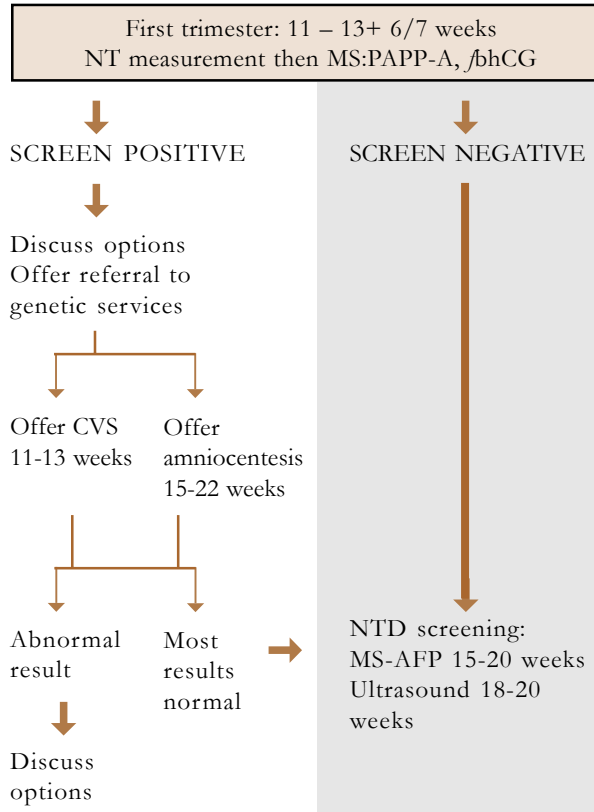 First trimester: 11 – 13+ 6/7 weeks
NT measurement then MS:PAPP-A, fbhCG
SCREEN POSITIVE
Discuss options
Offer referral to
genetic services
Offer CVS
11-13 weeks
Offer
amniocentesis
15-22 weeks
Abnormal
result
Most
results
normal
Discuss
options
SCREEN NEGATIVE
NTD screening:
MS-AFP 15-20 weeks
Ultrasound 18-20
weeks